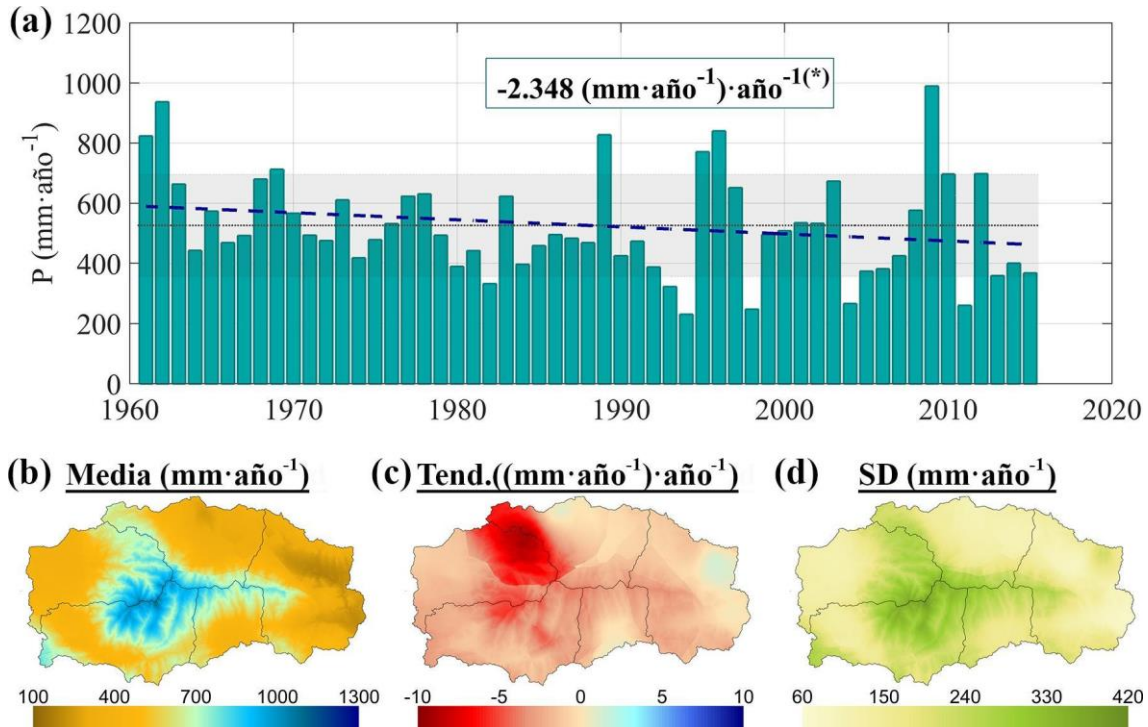 (a)
1200
1000
800
600
400
200
0
P (mm·año⁻¹)
-2.348 (mm·año⁻¹)·año⁻¹⁽*⁾
1960 1970 1980 1990 2000 2010 2020
(b) Media (mm·año⁻¹) (c) Tend.((mm·año⁻¹)·año⁻¹) (d) SD (mm·año⁻¹)
100 400 700 1000 1300 -10 -5 0 5 10 60 150 240 330 420